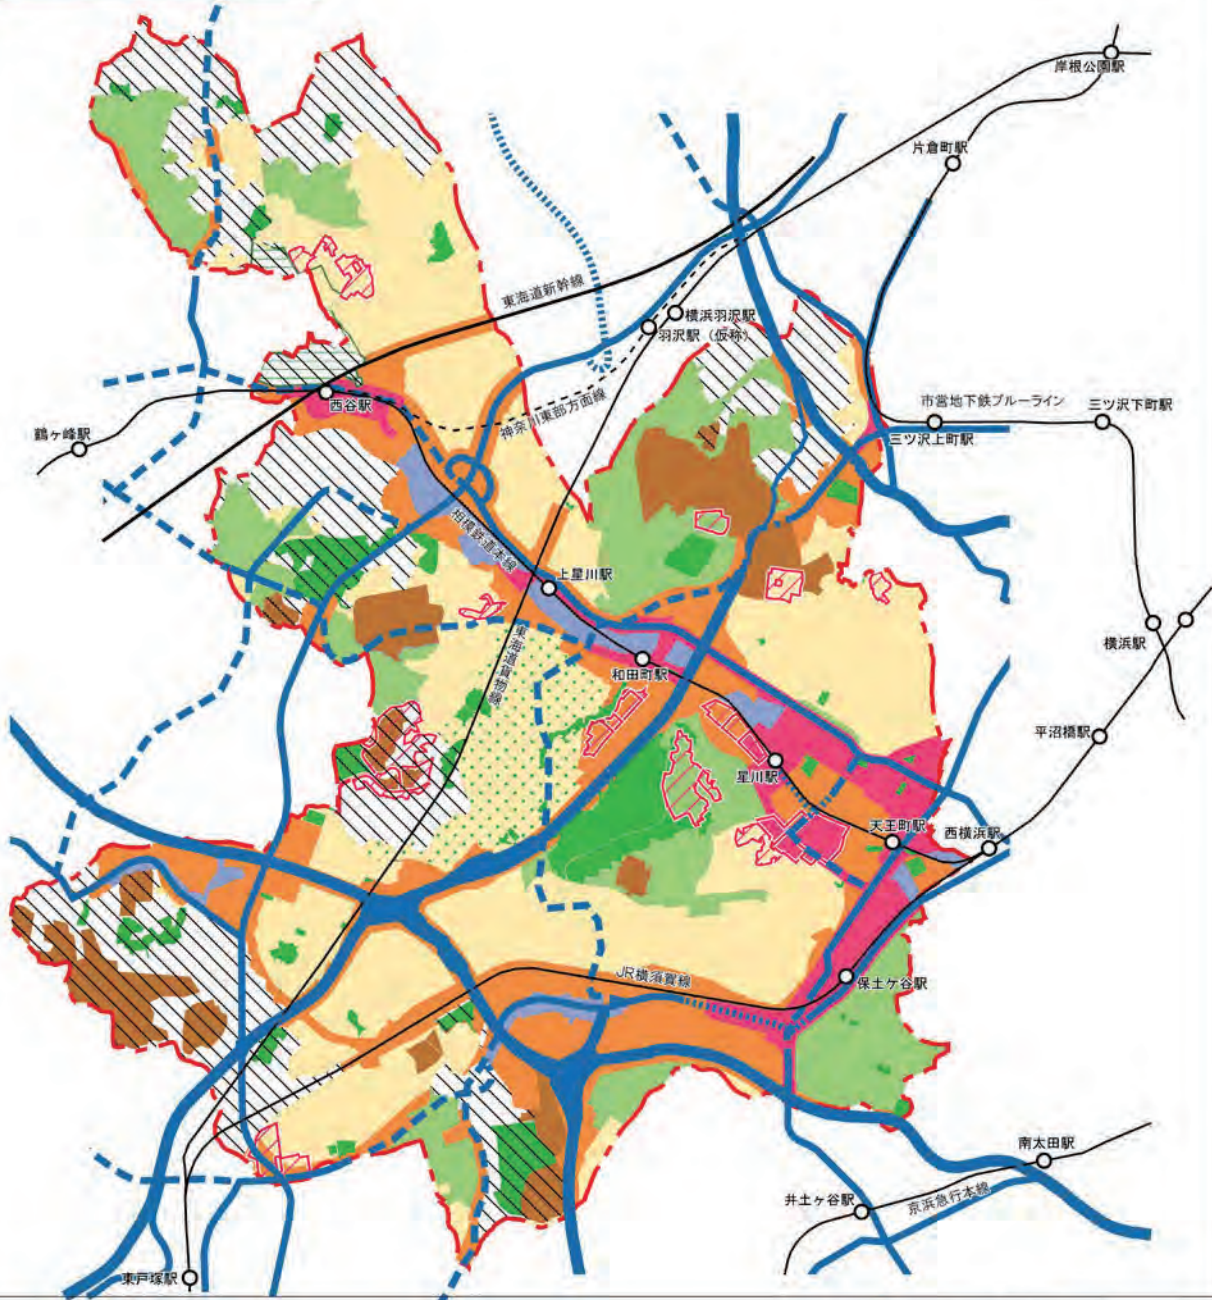 岸根公園駅
片倉町駅
東海道新幹線
横浜羽沢駅
羽沢駅（仮称）
西谷駅
神奈川東部方面線
市営地下鉄ブルーライン
三ツ沢下町駅
三ツ沢上町駅
鶴ヶ峰駅
相模鉄道本線
上星川駅
東海道貨物線
横浜駅
和田町駅
平沼橋駅
星川駅
天王町駅
西横浜駅
JR横須賀線
保土ケ谷駅
南太田駅
井土ヶ谷駅
京浜急行本線
東戸塚駅